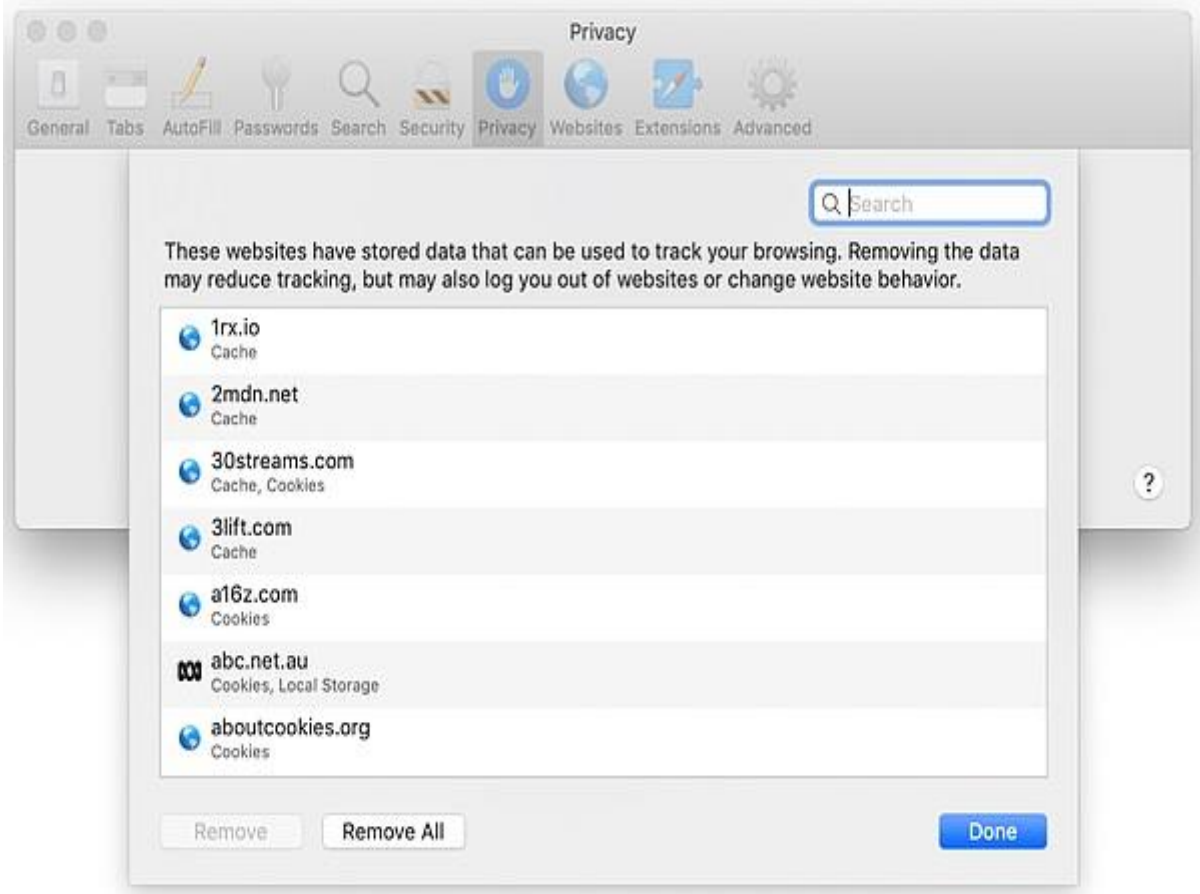 Privacy
General Tabs AutoFill Passwords Search Security Privacy Websites Extensions Advanced
Search
These websites have stored data that can be used to track your browsing. Removing the data
may reduce tracking, but may also log you out of websites or change website behavior.
1rx.io
Cache
2mdn.net
Cache
30streams.com
Cache, Cookies
?
3lift.com
Cache
a16z.com
Cookies
abc.net.au
Cookies, Local Storage
aboutcookies.org
Cookies
Remove Remove All Done